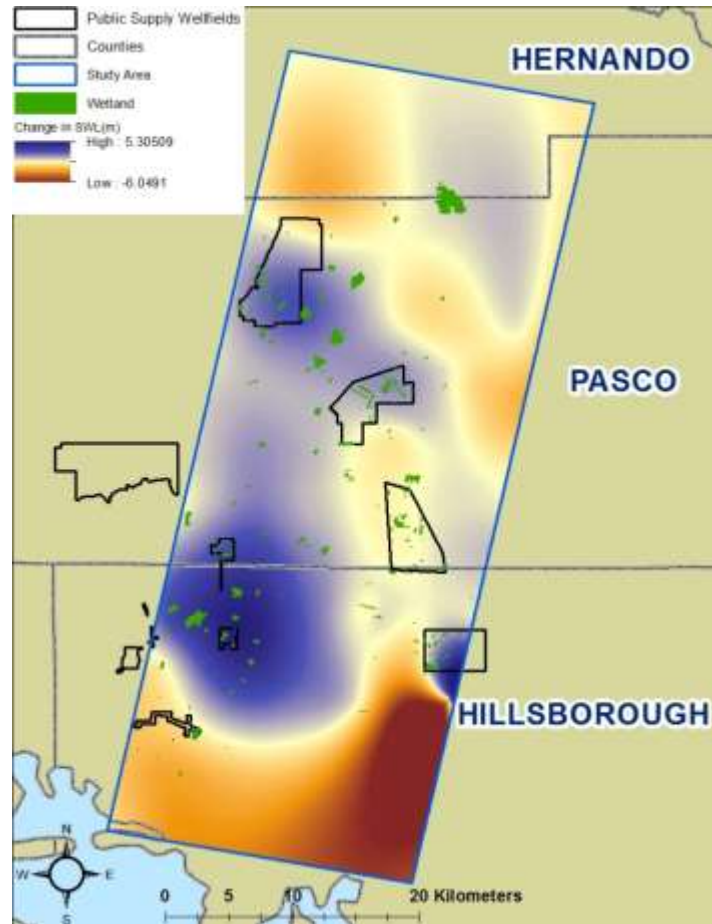 Public Supply Wellfields
Counties
Study Area
Wetland
Change in SWL(m)
High : 5.30509
Low : -6.0491
HERNANDO
PASCO
HILLSBOROUGH
N
W E
S
0 5 10 20 Kilometers